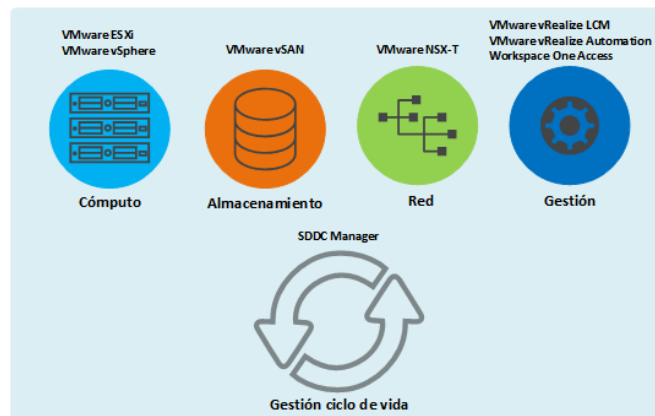 VMware ESXi
VMware vSphere
VMware vSAN
VMware NSX-T
VMware vRealize LCM
VMware vRealize Automation
Workspace One Access
Cómputo
Almacenamiento
Red
Gestión
SDDC Manager
Gestión ciclo de vida